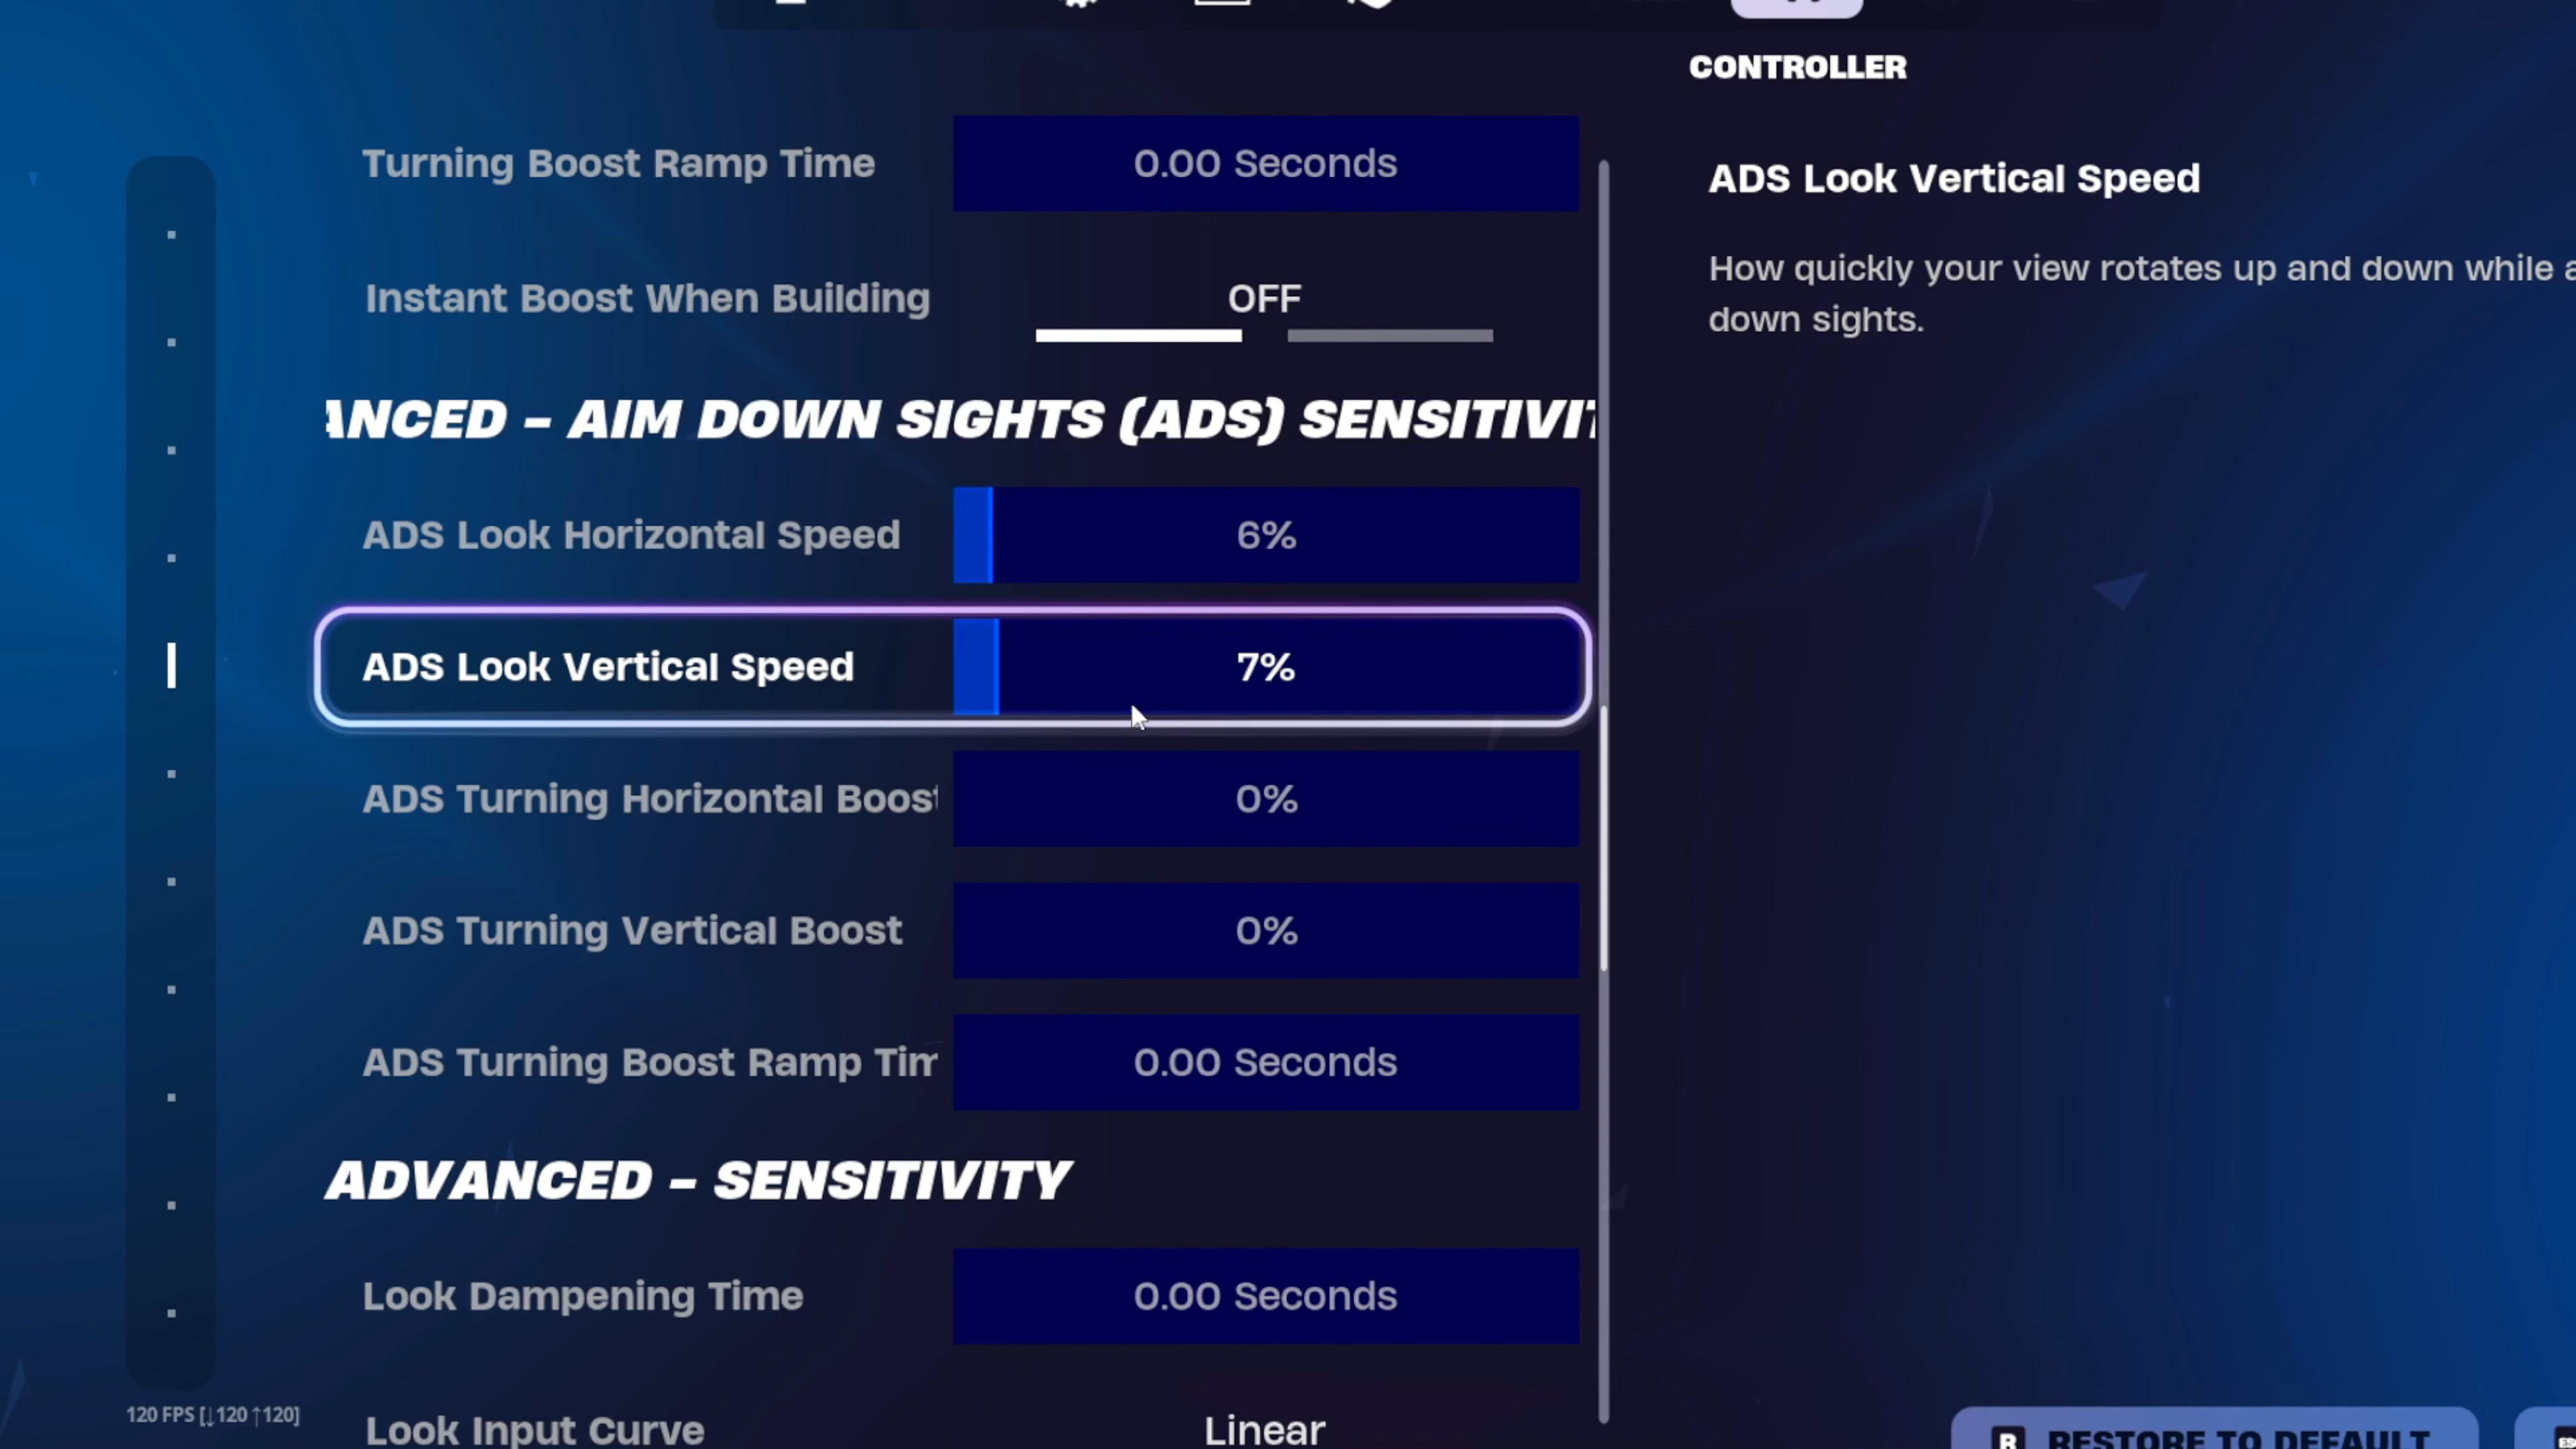 CONTROLLER
Turning Boost Ramp Time 0.00 Seconds
ADS Look Vertical Speed
How quickly your view rotates up and down while
down sights.
Instant Boost When Building OFF
ANCED - AIM DOWN SIGHTS (ADS) SENSITIVIT
ADS Look Horizontal Speed 6%
ADS Look Vertical Speed 7%
ADS Turning Horizontal Boost 0%
ADS Turning Vertical Boost 0%
ADS Turning Boost Ramp Tim 0.00 Seconds
ADVANCED - SENSITIVITY
Look Dampening Time 0.00 Seconds
120 FPS [↓120 ↑120]
Look Input Curve Linear
R RESTORE TO DEFAULT